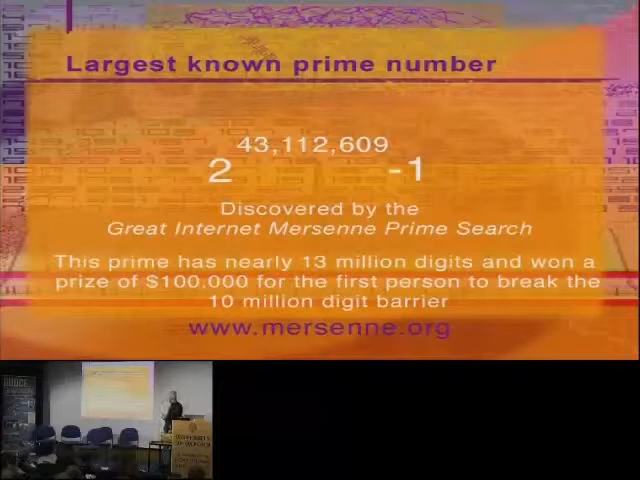 Largest known prime number
43,112,609
2 -1
Discovered by the
Great Internet Mersenne Prime Search
This prime has nearly 13 million digits and won a
prize of $100.000 for the first person to break the
10 million digit barrier
www.mersenne.org